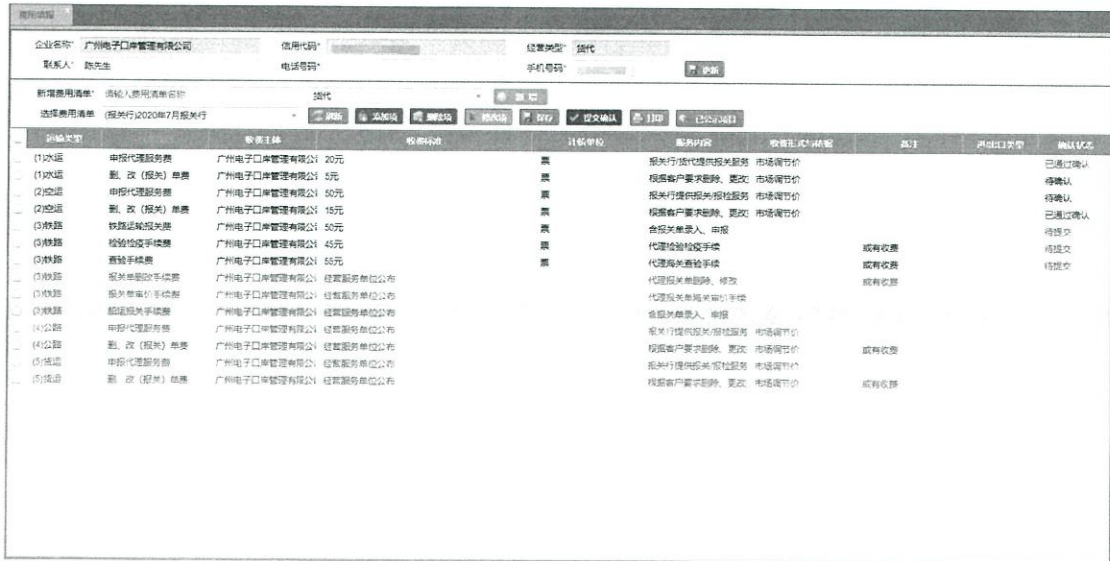 费用填报
企业名称* 广州电子口岸管理有限公司 信用代码* 经营类型* 货代
联系人* 陈先生 电话号码* 手机号码* 更新
新增费用清单* 请输入费用清单名称 货代 新增
选择费用清单 (报关行)2020年7月报关行 刷新 添加项 删除项 修改项 保存 提交确认 打印 已公示项目
运输类型 收费主体 收费标准 计价单位 服务内容 收费形式与依据 备注 进出口类型 确认状态
(1)水运 申报代理服务费 广州电子口岸管理有限公 20元 票 报关行/货代提供报关服务 市场调节价 已通过确认
(1)水运 删、改（报关）单费 广州电子口岸管理有限公 5元 票 根据客户要求删除、更改 市场调节价 待确认
(2)空运 申报代理服务费 广州电子口岸管理有限公 50元 票 报关行提供报关/报检服务 市场调节价 待确认
(2)空运 删、改（报关）单费 广州电子口岸管理有限公 15元 票 根据客户要求删除、更改 市场调节价 已通过确认
(3)铁路 铁路运输报关费 广州电子口岸管理有限公 50元 票 含报关单录入、申报 待提交
(3)铁路 检验检疫手续费 广州电子口岸管理有限公 45元 票 代理检验检疫手续 或有收费 待提交
(3)铁路 查验手续费 广州电子口岸管理有限公 55元 票 代理海关查验手续 或有收费 待提交
(3)铁路 报关单删改手续费 广州电子口岸管理有限公 经营服务单位公布 代理报关单删除、修改 或有收费
(3)铁路 报关单审价手续费 广州电子口岸管理有限公 经营服务单位公布 代理报关单海关审价手续
(3)铁路 报关手续费 广州电子口岸管理有限公 经营服务单位公布 含报关单录入、申报
(4)公路 申报代理服务费 广州电子口岸管理有限公 经营服务单位公布 报关行提供报关/报检服务 市场调节价
(4)公路 删、改（报关）单费 广州电子口岸管理有限公 经营服务单位公布 根据客户要求删除、更改 市场调节价 或有收费
(5)货运 申报代理服务费 广州电子口岸管理有限公 经营服务单位公布 报关行提供报关/报检服务 市场调节价
(5)货运 删、改（报关）单费 广州电子口岸管理有限公 经营服务单位公布 根据客户要求删除、更改 市场调节价 或有收费